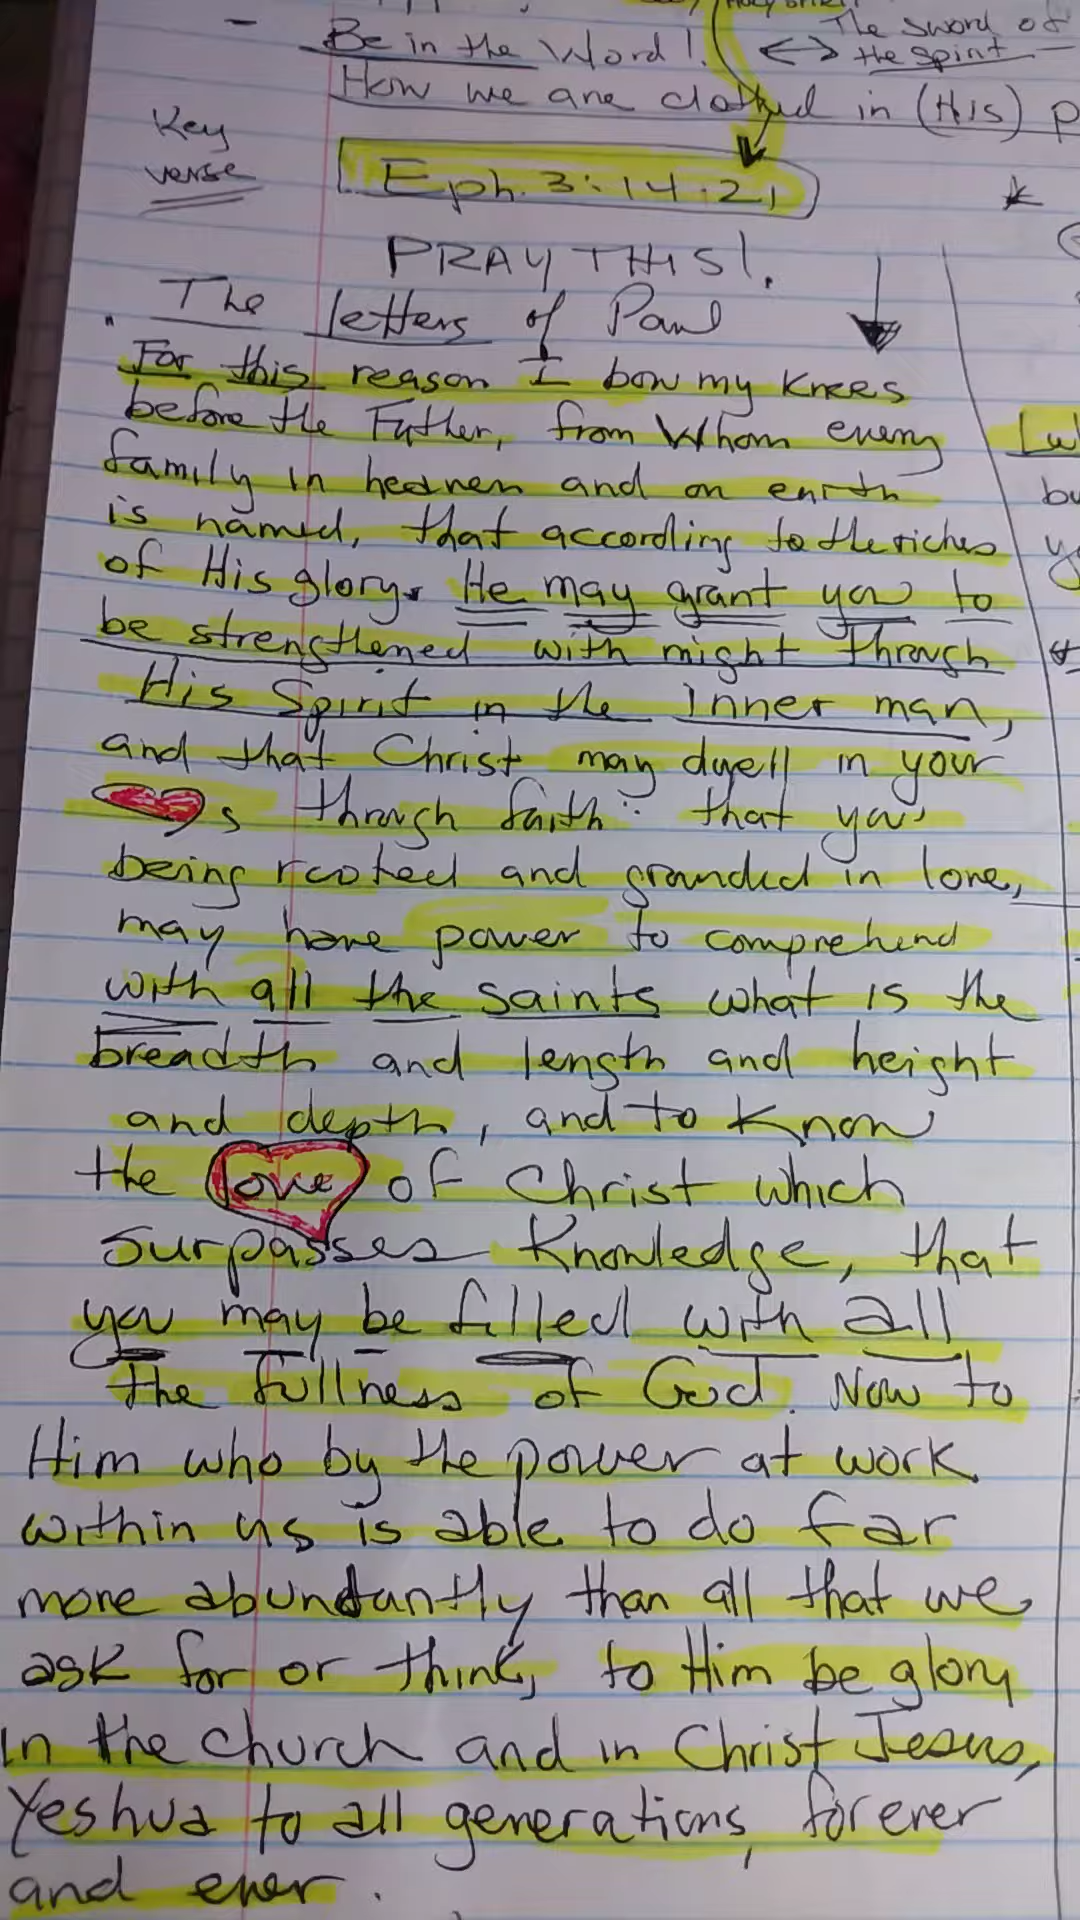 - Be in the Word! <-> The sword of
the Spirit -
How we are clothed in (His) p
Key
verse
Eph. 3:14-21
PRAY THIS!
The letters of Paul
"For this reason I bow my knees
before the Father, from Whom every
family in heaven and on earth
is named, that according to the riches
of His glory. He may grant you to
be strengthened with might through
His Spirit in the inner man,
and that Christ may dwell in your
♥s through faith: that you
being rooted and grounded in love,
may have power to comprehend
with all the saints what is the
breadth and length and height
and depth, and to know
the love of Christ which
surpasses knowledge, that
you may be filled with all
the fullness of God. Now to
Him who by the power at work
within us is able to do far
more abundantly than all that we
ask for or think, to Him be glory
in the church and in Christ Jesus,
Yeshua to all generations, forever
and ever.